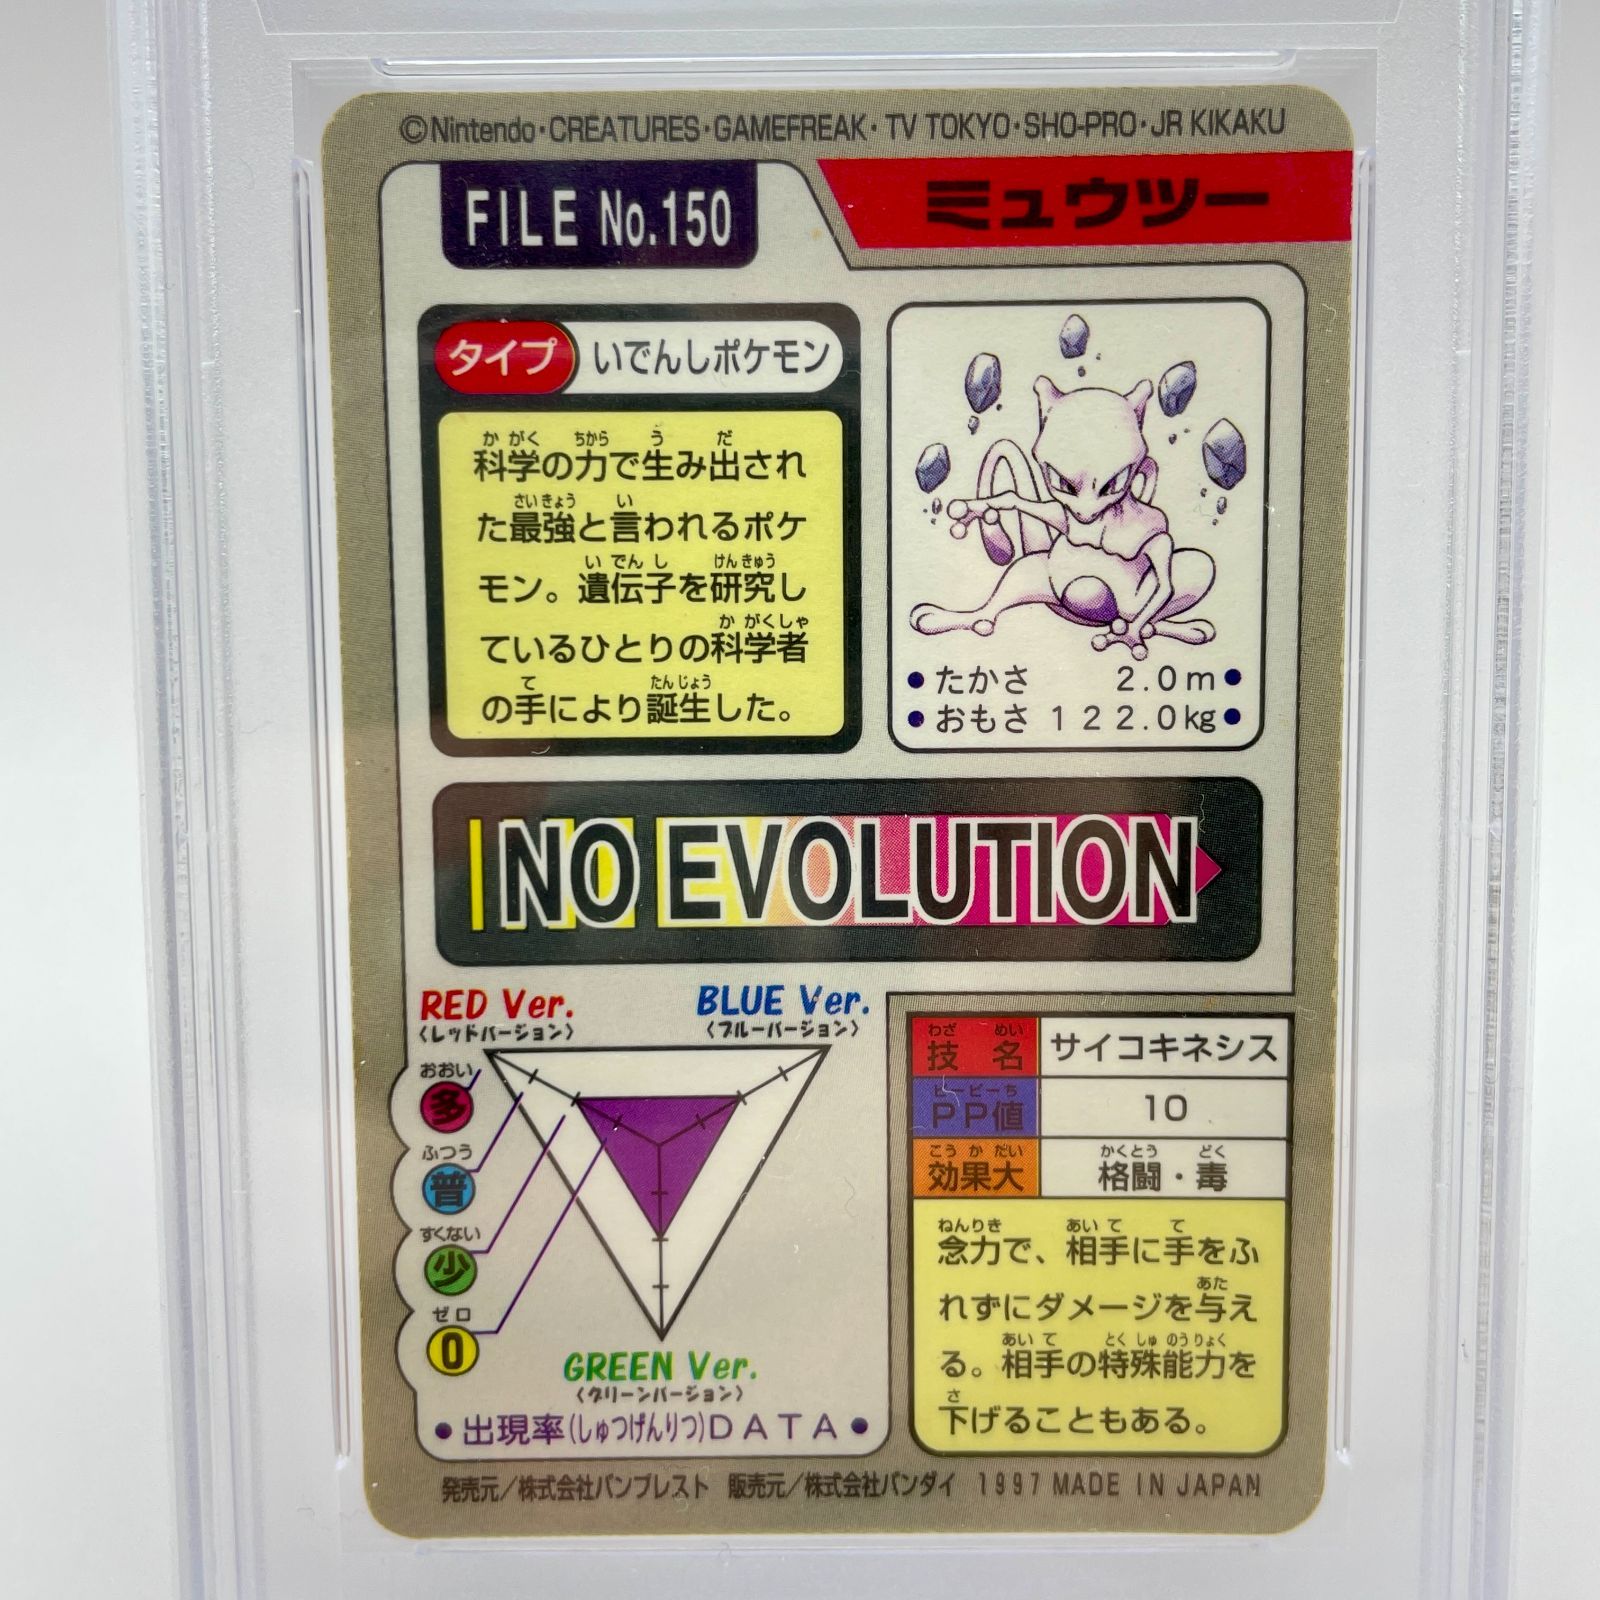 ©Nintendo・CREATURES・GAMEFREAK・TV TOKYO・SHO-PRO・JR KIKAKU
FILE No.150
ミュウツー
タイプ いでんしポケモン
かがく ちから う だ
科学の力で生み出され
さいきょう い
た最強と言われるポケ
いでんし けんきゅう
モン。遺伝子を研究し
かがくしゃ
ているひとりの科学者
て たんじょう
の手により誕生した。
●たかさ 2.0m●
●おもさ 122.0kg●
NO EVOLUTION
RED Ver.
〈レッドバージョン〉
BLUE Ver.
〈ブルーバージョン〉
おおい
多
ふつう
普
すくない
少
ゼロ
0
GREEN Ver.
〈グリーンバージョン〉
●出現率(しゅつげんりつ)DATA●
わざ めい
技名 サイコキネシス
ピーピーち
PP値 10
こうかだい かくとう どく
効果大 格闘・毒
ねんりき あいて て
念力で、相手に手をふ
あた
れずにダメージを与え
あいて とくしゅのうりょく
る。相手の特殊能力を
さ
下げることもある。
発売元／株式会社バンプレスト 販売元／株式会社バンダイ 1997 MADE IN JAPAN